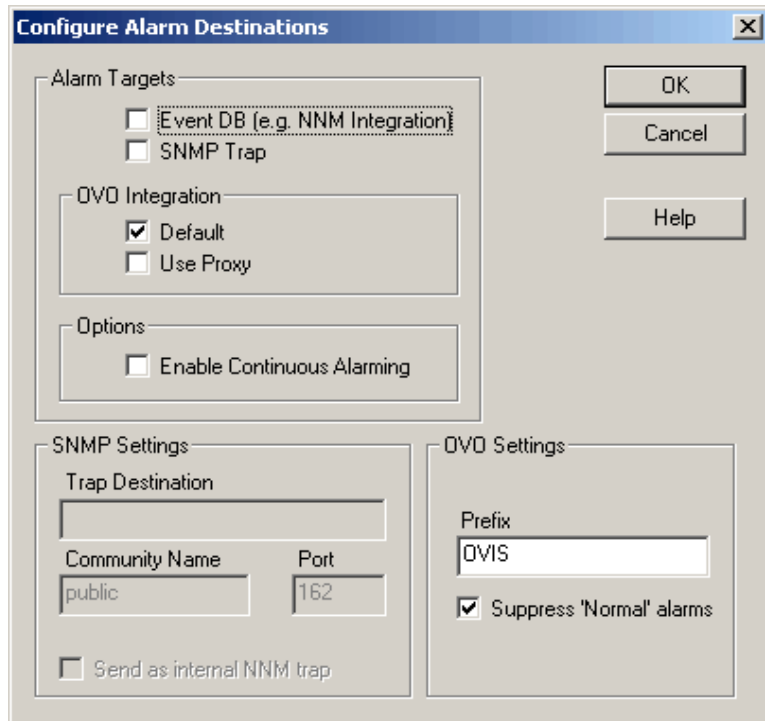 Configure Alarm Destinations
Alarm Targets
Event DB (e.g. NNM Integration)
SNMP Trap
OVO Integration
Default
Use Proxy
Options
Enable Continuous Alarming
OK
Cancel
Help
SNMP Settings
Trap Destination
Community Name
Port
public
162
Send as internal NNM trap
OVO Settings
Prefix
OVIS
Suppress 'Normal' alarms